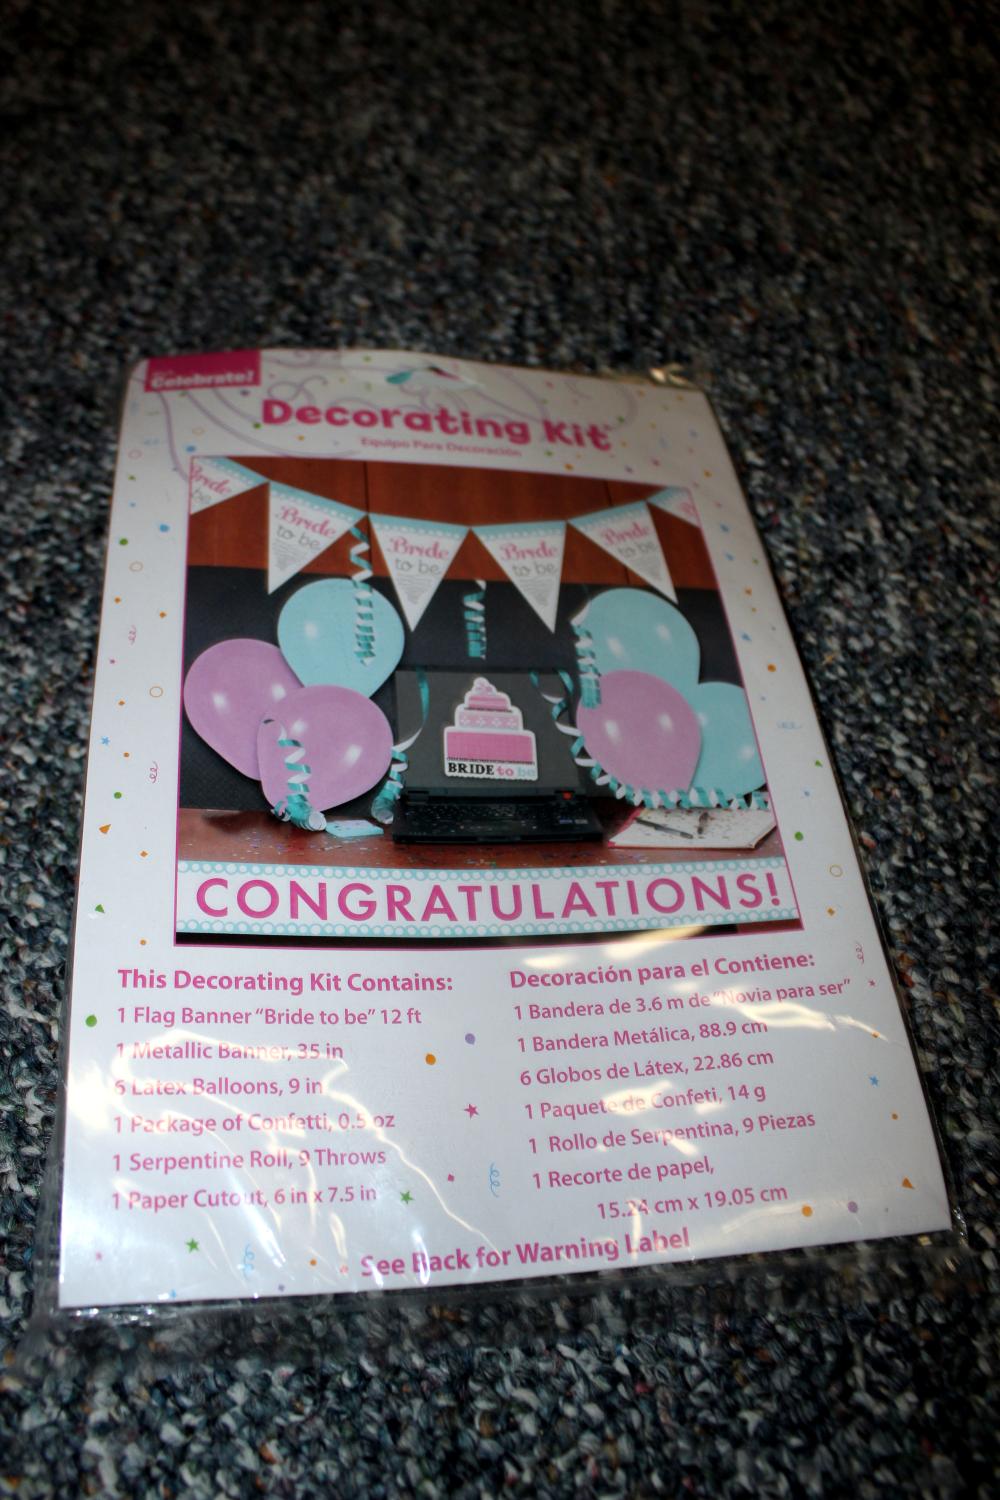 Celebrate!
Decorating Kit
Equipo Para Decoración
Bride
to be
Bride
to be
Bride
to be
Bride
to be
Bride
to be
BRIDE to be
CONGRATULATIONS!
This Decorating Kit Contains:
1 Flag Banner "Bride to be" 12 ft
1 Metallic Banner, 35 in
6 Latex Balloons, 9 in
1 Package of Confetti, 0.5 oz
1 Serpentine Roll, 9 Throws
1 Paper Cutout, 6 in x 7.5 in
Decoración para el Contiene:
1 Bandera de 3.6 m de "Novia para ser"
1 Bandera Metálica, 88.9 cm
6 Globos de Látex, 22.86 cm
1 Paquete de Confeti, 14 g
1 Rollo de Serpentina, 9 Piezas
1 Recorte de papel,
15.24 cm x 19.05 cm
See Back for Warning Label